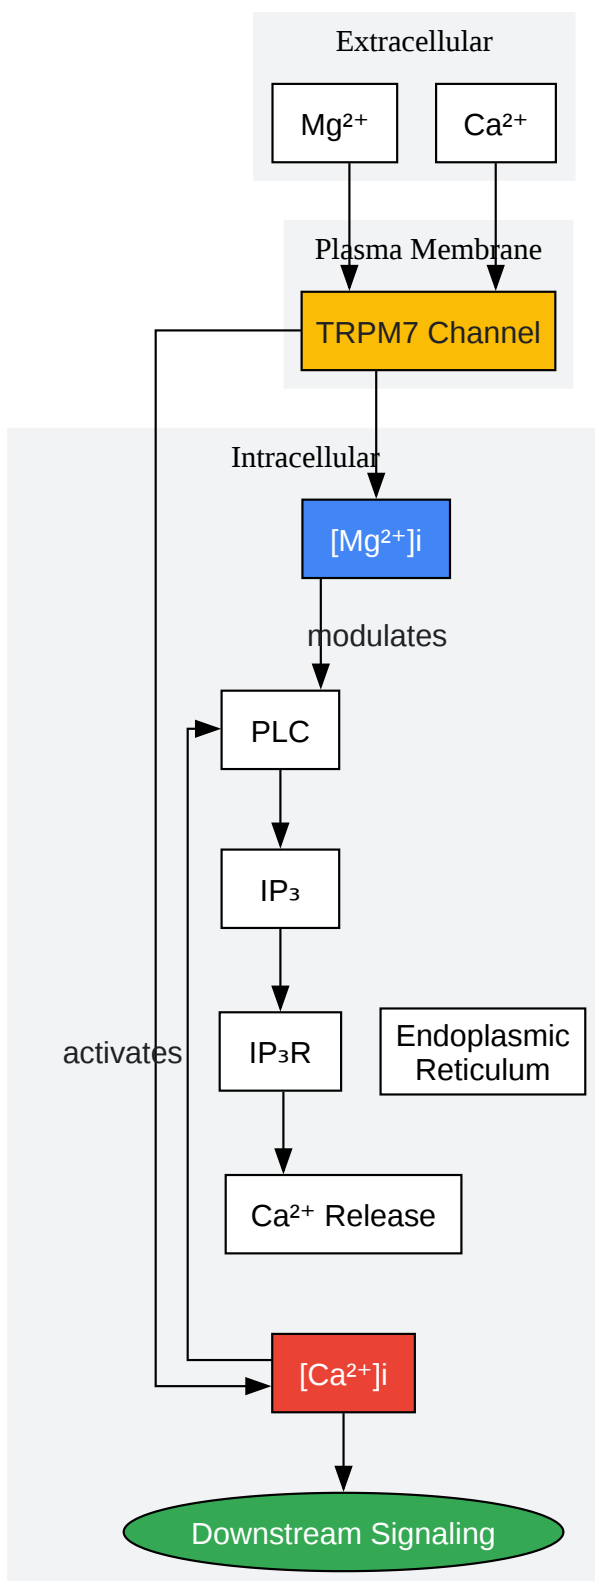 Extracellular
Mg²⁺
Ca²⁺
Plasma Membrane
TRPM7 Channel
Intracellular
[Mg²⁺]i
modulates
PLC
IP₃
activates
IP₃R
Endoplasmic
Reticulum
Ca²⁺ Release
[Ca²⁺]i
Downstream Signaling